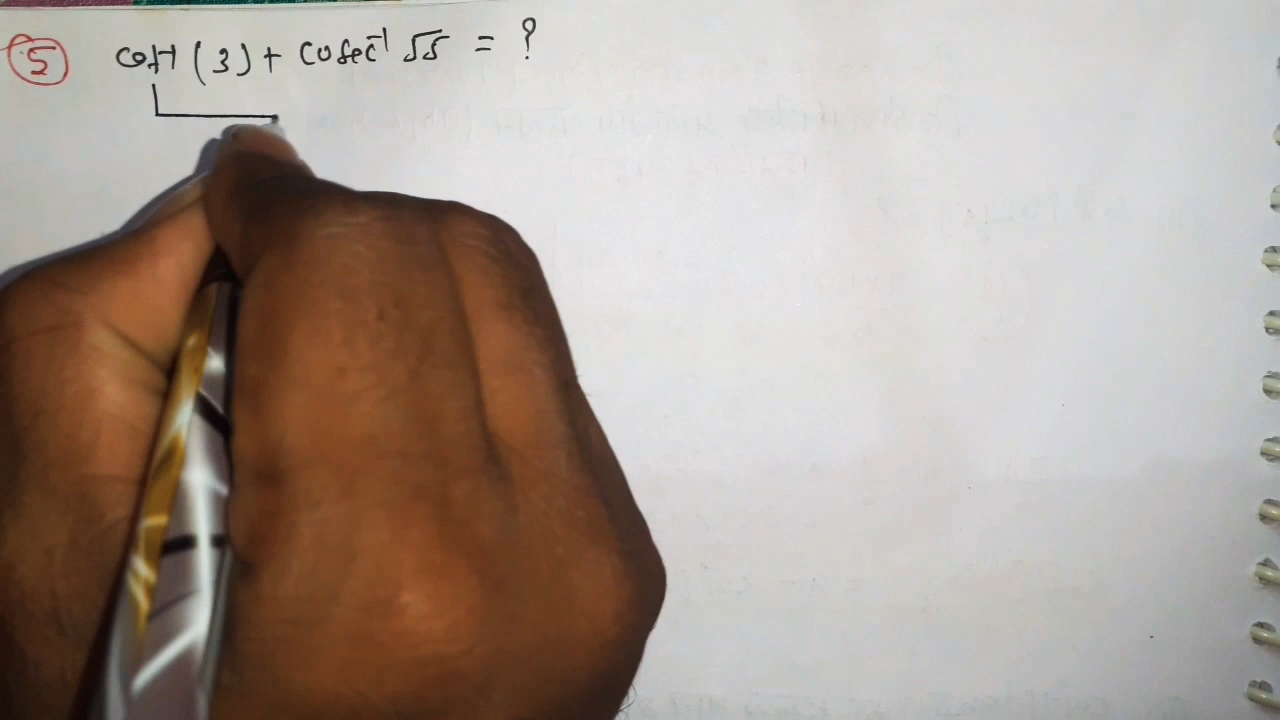 5 cot⁻¹ (3) + cosec⁻¹ √5 = ?